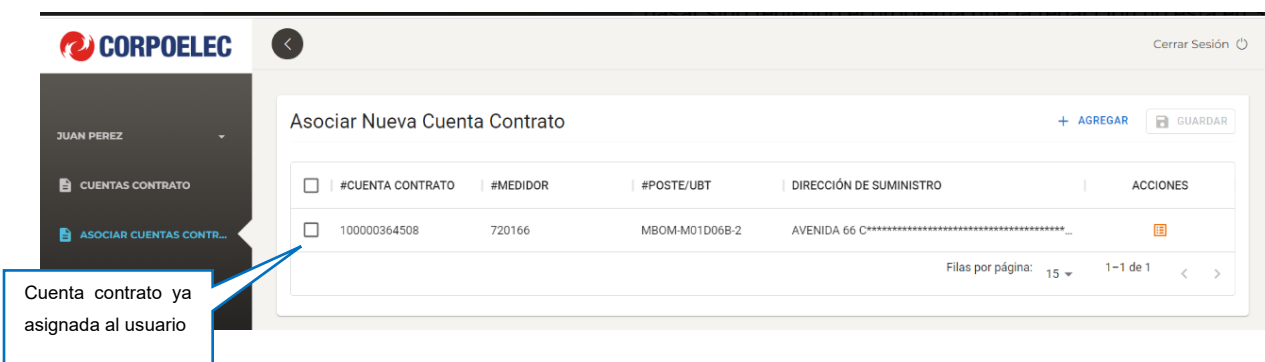 CORPOELEC
Cerrar Sesión
JUAN PEREZ
CUENTAS CONTRATO
ASOCIAR CUENTAS CONTR...
Asociar Nueva Cuenta Contrato
+ AGREGAR
GUARDAR
#CUENTA CONTRATO #MEDIDOR #POSTE/UBT DIRECCIÓN DE SUMINISTRO ACCIONES
100000364508 720166 MBOM-M01D06B-2 AVENIDA 66 C***************************************...
Filas por página: 15 1-1 de 1
Cuenta contrato ya
asignada al usuario